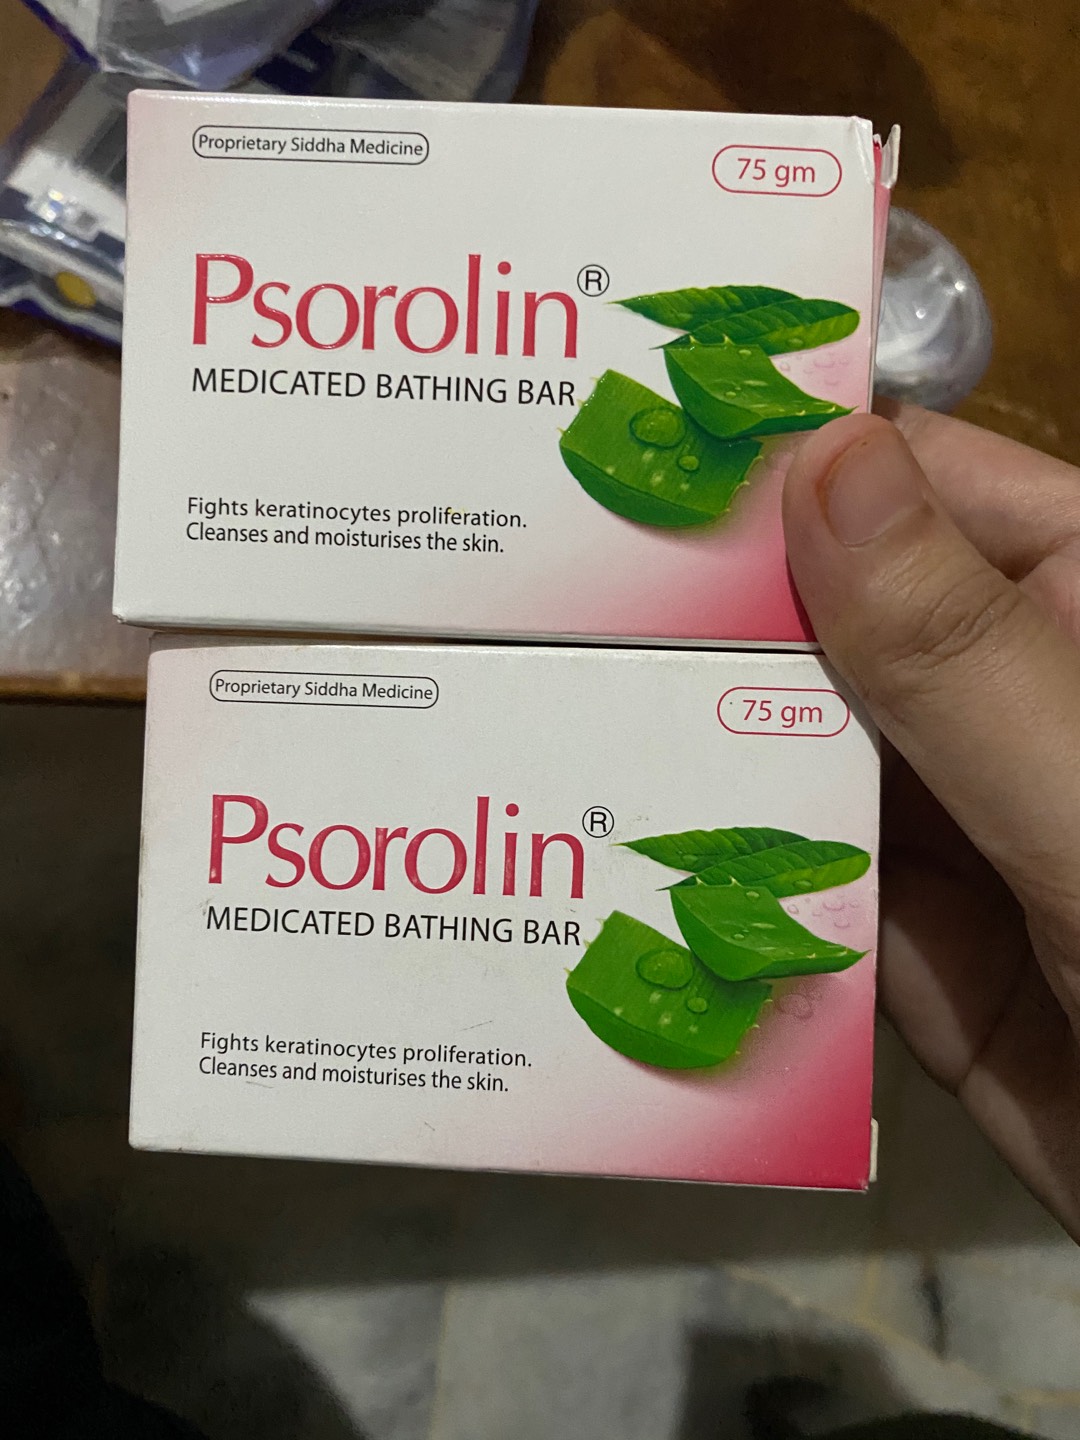 Proprietary Siddha Medicine
75 gm
Psorolin®
MEDICATED BATHING BAR
Fights keratinocytes proliferation.
Cleanses and moisturises the skin.
Proprietary Siddha Medicine
75 gm
Psorolin®
MEDICATED BATHING BAR
Fights keratinocytes proliferation.
Cleanses and moisturises the skin.